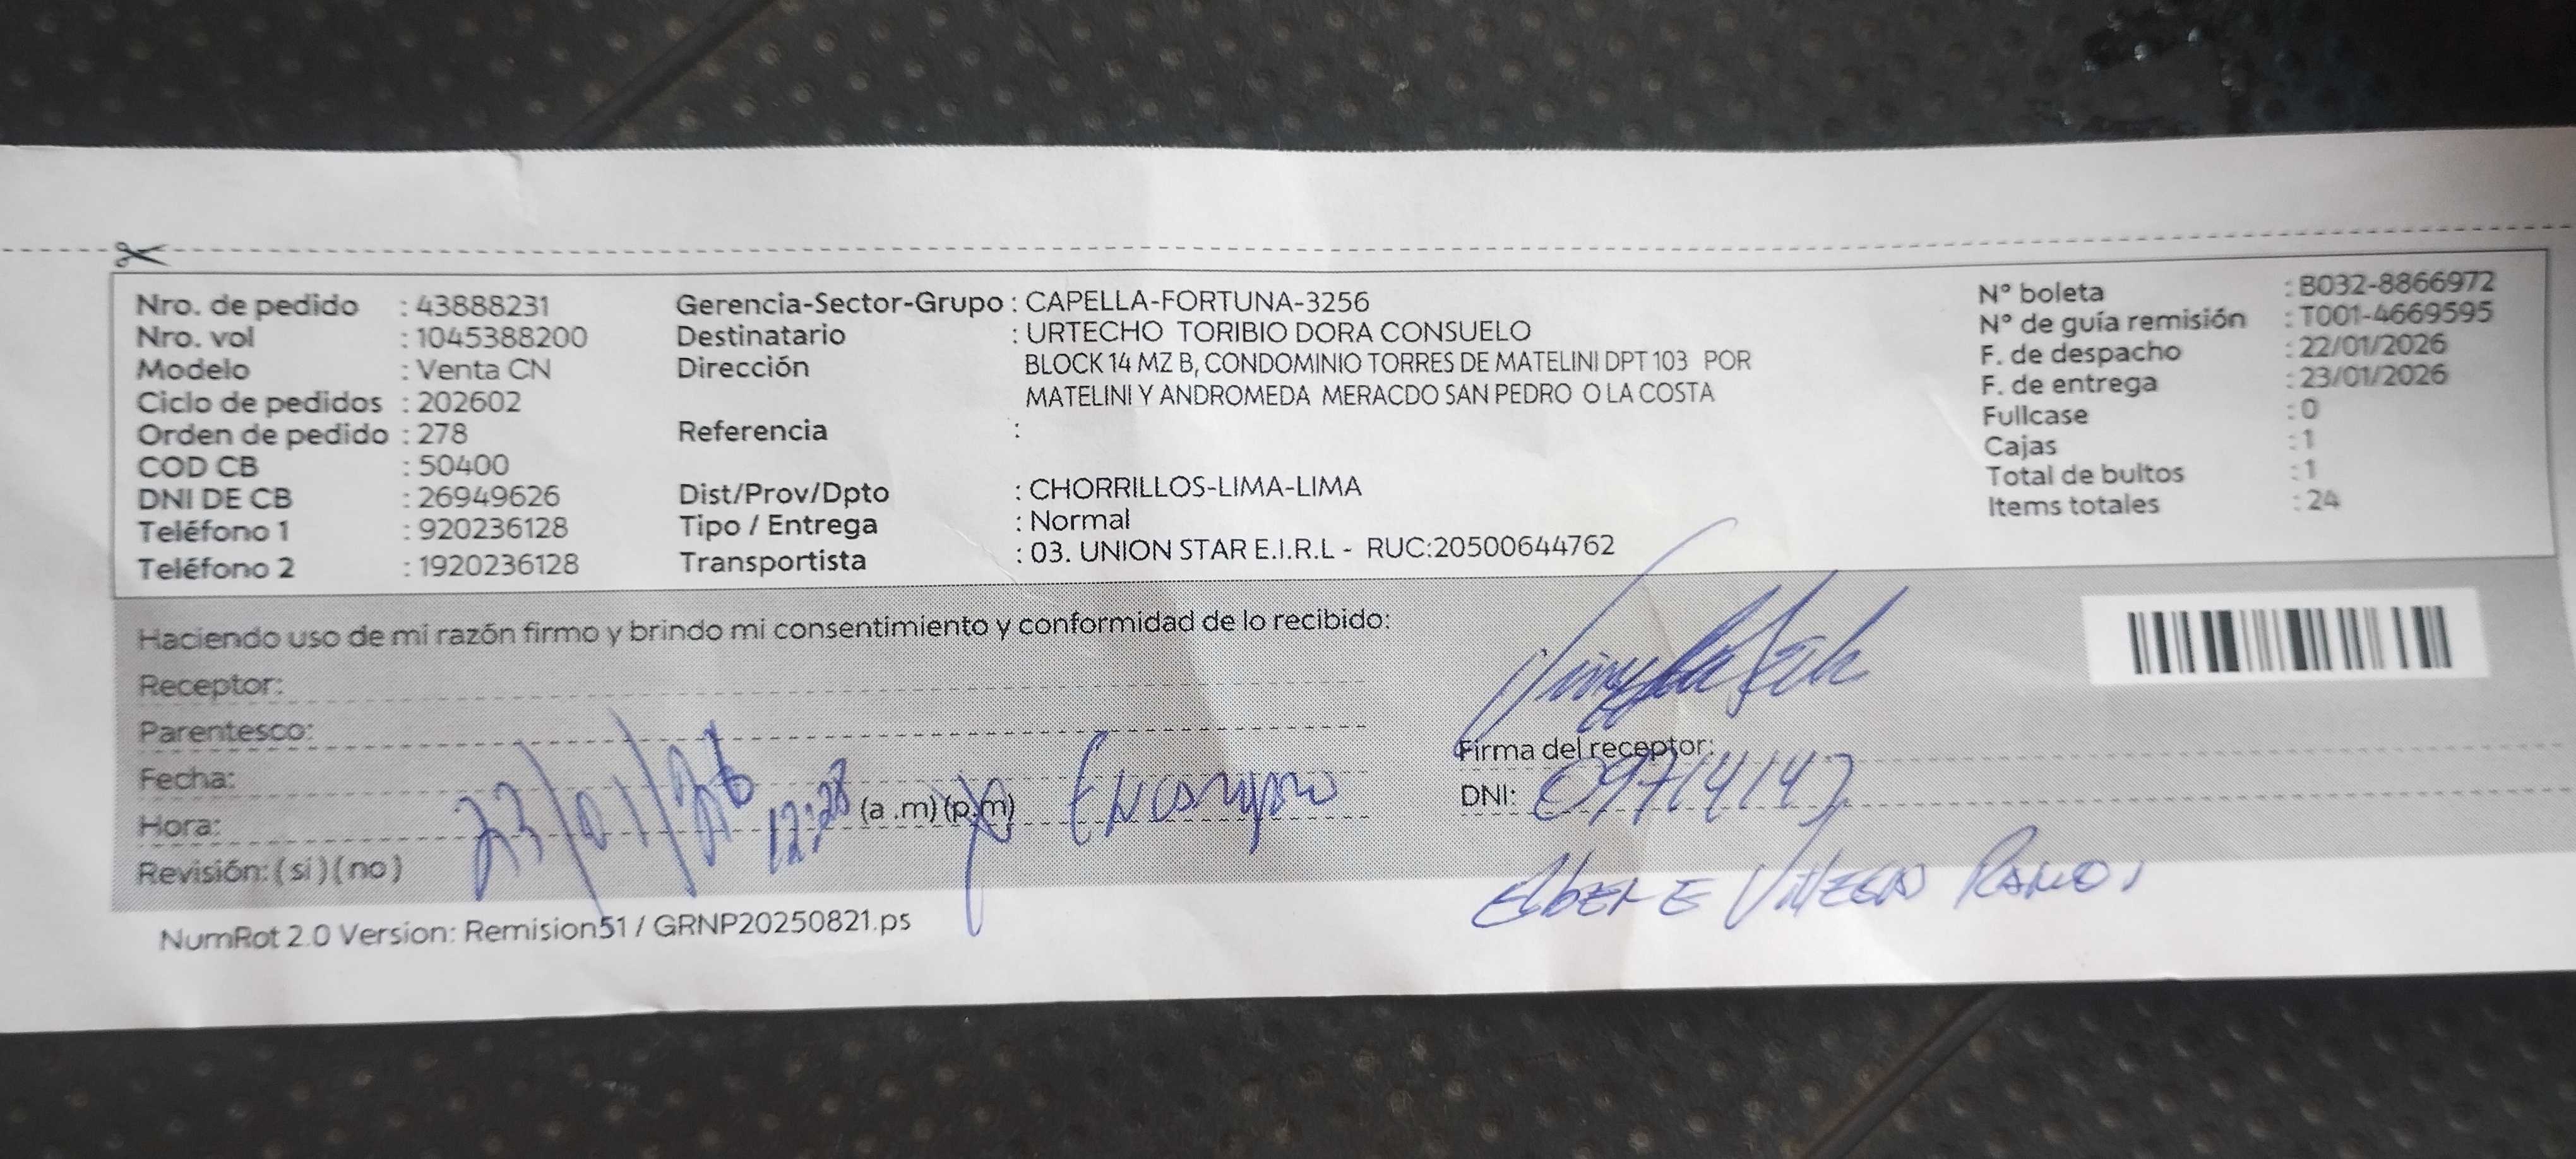 Nro. de pedido : 43888231
Nro. vol : 1045388200
Modelo : Venta CN
Ciclo de pedidos : 202602
Orden de pedido : 278
COD CB : 50400
DNI DE CB : 26949626
Teléfono 1 : 920236128
Teléfono 2 : 1920236128
Gerencia-Sector-Grupo : CAPELLA-FORTUNA-3256
Destinatario : URTECHO TORIBIO DORA CONSUELO
Dirección BLOCK 14 MZ B, CONDOMINIO TORRES DE MATELINI DPT 103 POR
MATELINI Y ANDROMEDA MERACDO SAN PEDRO O LA COSTA
Referencia :
Dist/Prov/Dpto : CHORRILLOS-LIMA-LIMA
Tipo / Entrega : Normal
Transportista : 03. UNION STAR E.I.R.L - RUC:20500644762
N° boleta : B032-8866972
N° de guía remisión : T001-4669595
F. de despacho : 22/01/2026
F. de entrega : 23/01/2026
Fullcase : 0
Cajas : 1
Total de bultos : 1
Items totales : 24
Haciendo uso de mi razón firmo y brindo mi consentimiento y conformidad de lo recibido:
Receptor:
Parentesco:
Fecha: 23/01/26
Hora: 12:28 (a .m) (p.m)
Revisión: (si) (no)
Firma del receptor:
DNI:
Ramos
NumRot 2.0 Version: Remision51 / GRNP20250821.ps